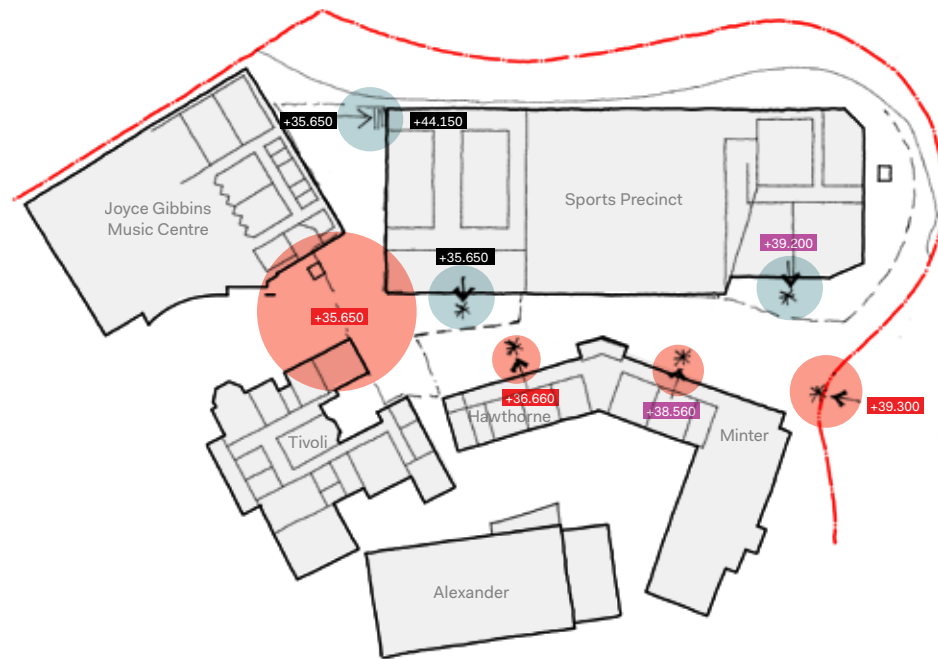 +35.650
+44.150
Joyce Gibbins
Music Centre
Sports Precinct
+39.200
+35.650
+35.650
+36.660
+38.560
+39.300
Hawthorne
Minter
Tivoli
Alexander